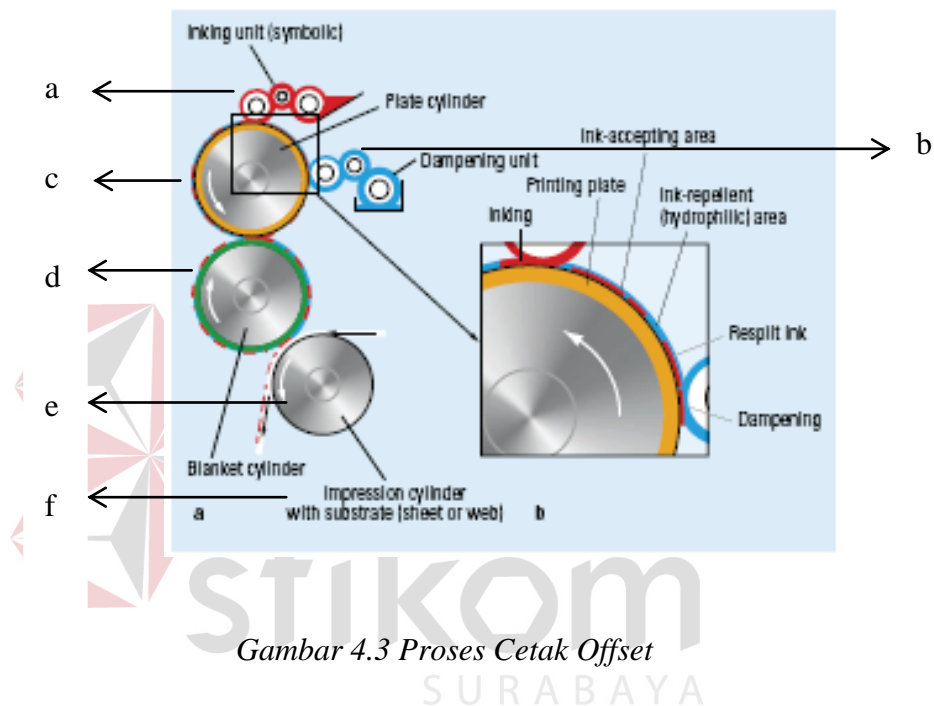 Inking unit (symbolic)
a
Plate cylinder
Ink-accepting area
b
Dampening unit
c
Printing plate
Ink-repellent
(hydrophilic) area
Inking
d
Resplit ink
e
Dampening
Blanket cylinder
f
Impression cylinder
with substrate (sheet or web)
a
b
stikom
Gambar 4.3 Proses Cetak Offset
SURABAYA